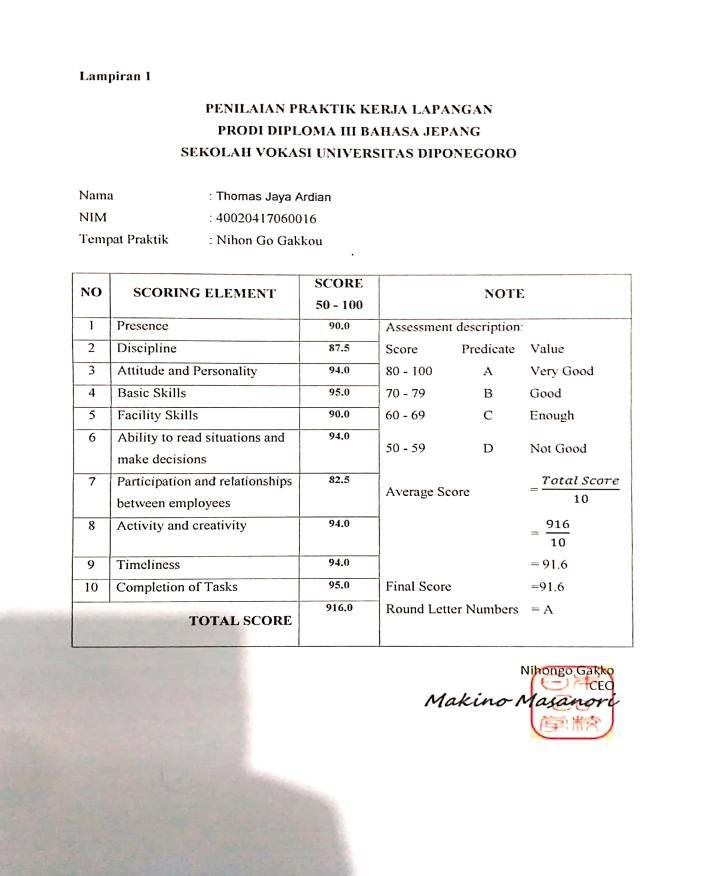 Lampiran 1
PENILAIAN PRAKTIK KERJA LAPANGAN
PRODI DIPLOMA III BAHASA JEPANG
SEKOLAH VOKASI UNIVERSITAS DIPONEGORO
Nama : Thomas Jaya Ardian
NIM : 40020417060016
Tempat Praktik : Nihon Go Gakkou
NO SCORING ELEMENT SCORE 50 - 100 NOTE
1 Presence 90.0 Assessment description:
2 Discipline 87.5 Score Predicate Value
3 Attitude and Personality 94.0 80 - 100 A Very Good
4 Basic Skills 95.0 70 - 79 B Good
5 Facility Skills 90.0 60 - 69 C Enough
6 Ability to read situations and 94.0
make decisions 50 - 59 D Not Good
7 Participation and relationships 82.5
between employees Average Score = Total Score / 10
8 Activity and creativity 94.0 = 916 / 10
9 Timeliness 94.0 = 91.6
10 Completion of Tasks 95.0 Final Score =91.6
TOTAL SCORE 916.0 Round Letter Numbers = A
Nihongo Gakko
CEO
Makino Masanori